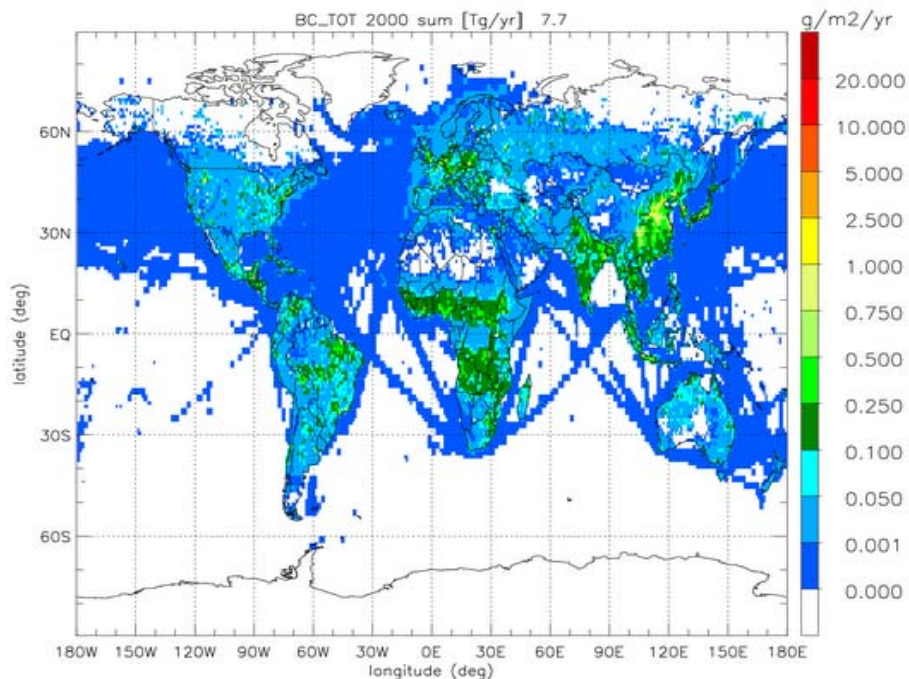 BC_TOT 2000 sum [Tg/yr] 7.7
g/m2/yr
20.000
10.000
5.000
2.500
1.000
0.750
0.500
0.250
0.100
0.050
0.001
0.000
latitude (deg)
60N
30N
EQ
30S
60S
180W 150W 120W 90W 60W 30W 0E 30E 60E 90E 120E 150E 180E
longitude (deg)